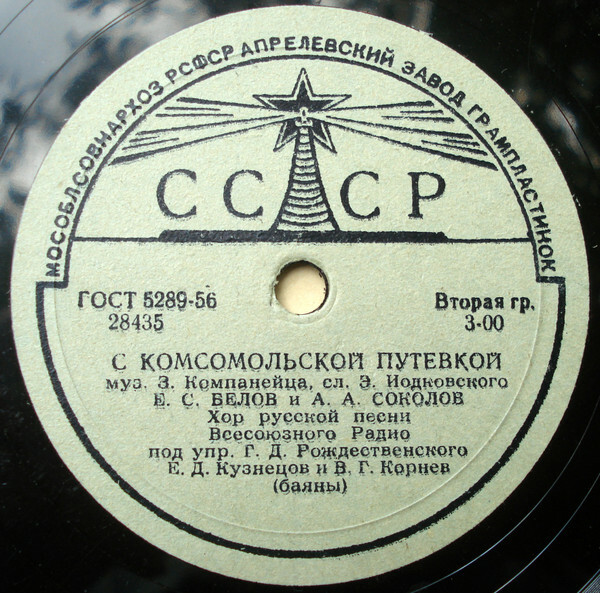 МОСОБЛСОВНАРХОЗ РСФСР АПРЕЛЕВСКИЙ ЗАВОД ГРАМПЛАСТИНОК
СССР
ГОСТ 5289-56
28435
Вторая гр.
3-00
С КОМСОМОЛЬСКОЙ ПУТЕВКОЙ
муз. З. Компанейца, сл. Э. Иодковского
Е. С. БЕЛОВ и А. А. СОКОЛОВ
Хор русской песни
Всесоюзного Радио
под упр. Г. Д. Рождественского
Е. Д. Кузнецов и В. Г. Корнев
(баяны)